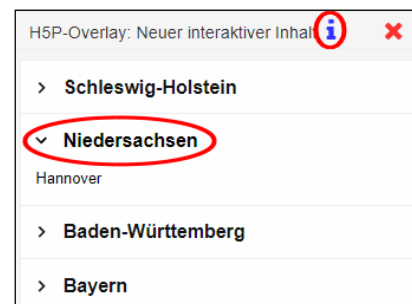 H5P-Overlay: Neuer interaktiver Inhalt i
Schleswig-Holstein
Niedersachsen
Hannover
Baden-Württemberg
Bayern